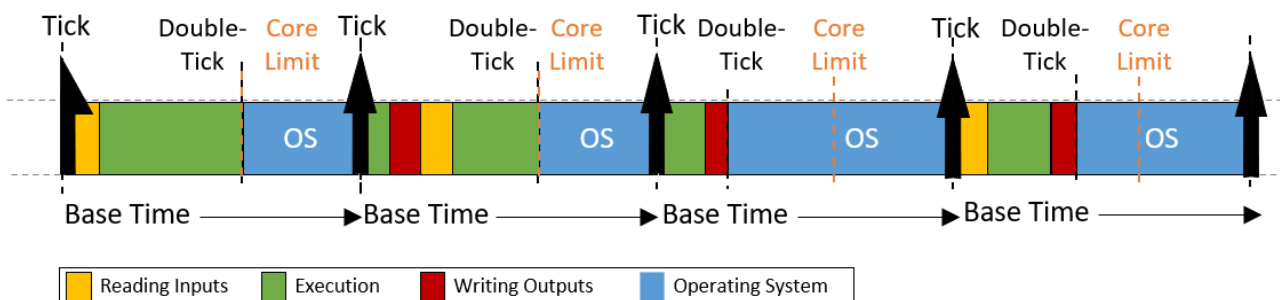 Tick Double-Tick Core Limit Tick Double-Tick Core Limit Tick Double-Tick Core Limit Tick Double-Tick Core Limit
OS OS OS OS
Base Time Base Time Base Time Base Time
Reading Inputs Execution Writing Outputs Operating System